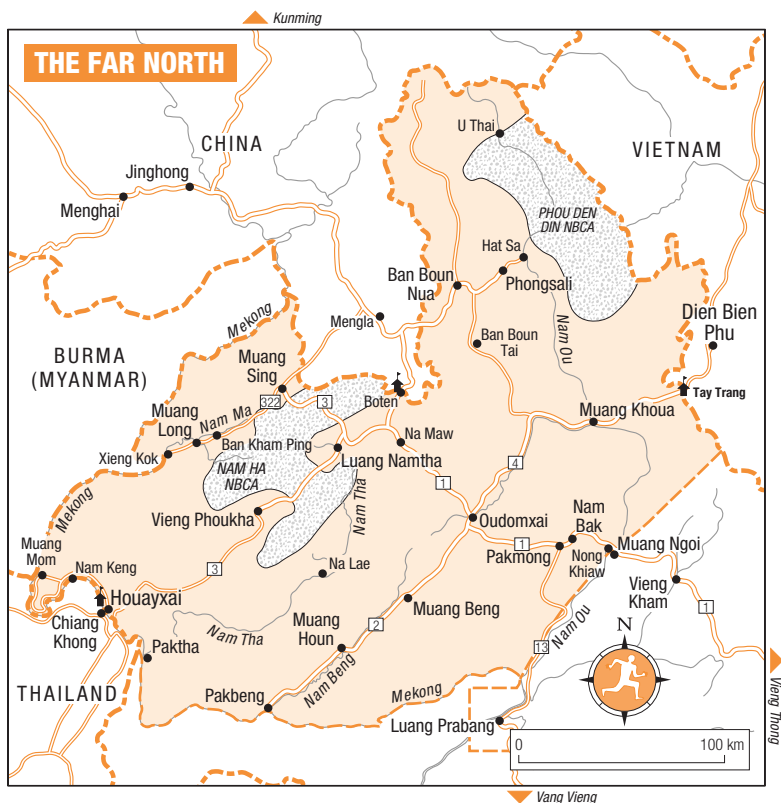 Kunming
THE FAR NORTH
CHINA
U Thai
VIETNAM
Jinghong
Menghai
PHOU DEN
DIN NBCA
Hat Sa
Ban Boun
Nua
Phongsali
Mekong
Mengla
Dien Bien
Phu
Nam Ou
Ban Boun
Tai
BURMA
(MYANMAR)
Muang
Sing
Boten
Tay Trang
322
3
Muang
Long
Nam Ma
Muang Khoua
Ban Kham Ping
Na Maw
Xieng Kok
Luang Namtha
NAM HA
NBCA
4
1
Mekong
Nam Tha
Vieng Phoukha
Oudomxai
Nam
Bak
1
Pakmong
Muang Ngoi
Nong
Khiaw
Muang
Mom
Nam Keng
3
Na Lae
Vieng
Kham
Houayxai
Muang Beng
1
Chiang
Khong
Nam Tha
Muang
Houn
2
Nam Ou
N
Paktha
13
Nam Beng
Mekong
Vieng Thong
THAILAND
Pakbeng
Luang Prabang
0
100 km
Vang Vieng